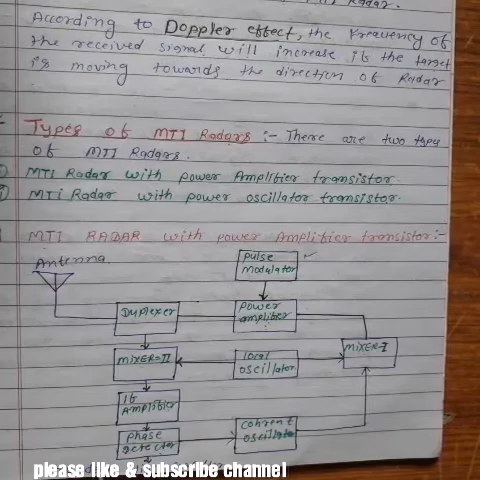 Radar.
According to Doppler effect, the frequency of
the received signal will increase if the target
is moving towards the direction of Radar
Types of MTI Radars :- There are two type
of MTI Radars.
MTI Radar with power Amplifier transistor.
MTi Radar with power oscillator transistor.
MTI RADAR with power Amplifier transistor:-
Antenna
pulse
modulator
Duplexer
power
amplifier
mixER-I
mixER-II
local
oscillator
If
Amplifier
phase
detector
cohrent
oscillator
please like & subscribe channel